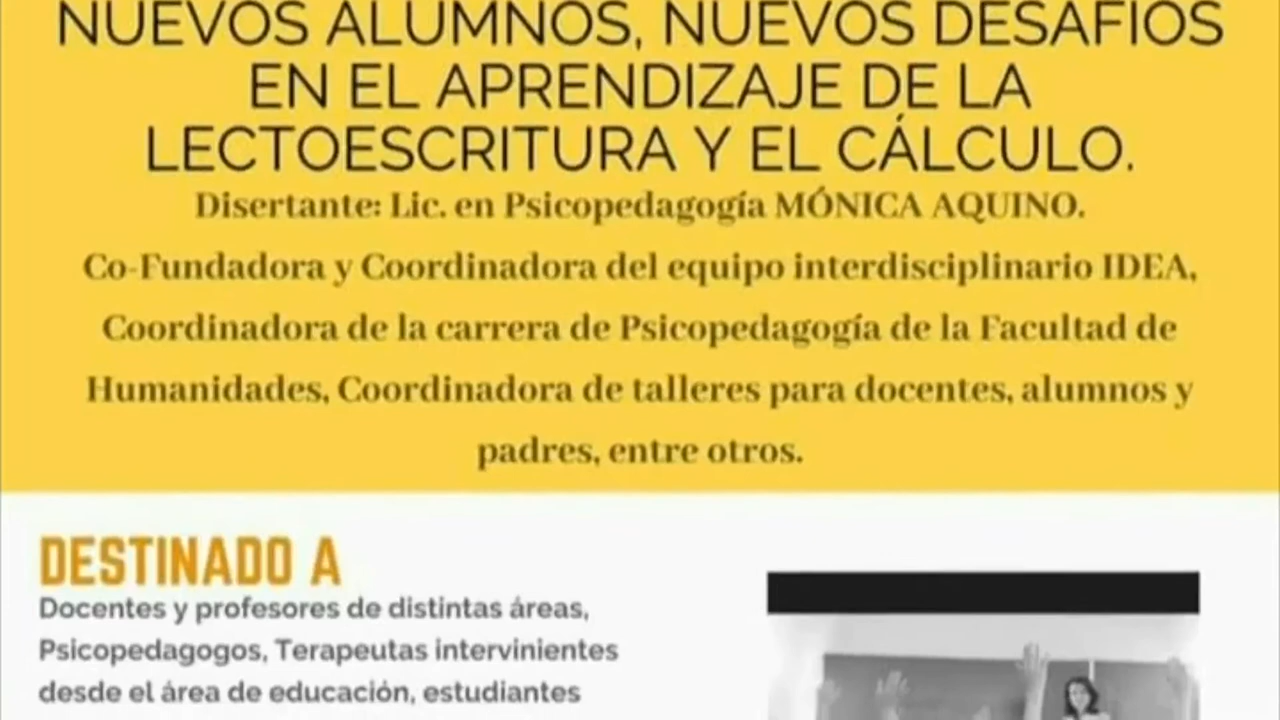 NUEVOS ALUMNOS, NUEVOS DESAFÍOS
EN EL APRENDIZAJE DE LA
LECTOESCRITURA Y EL CÁLCULO.
Disertante: Lic. en Psicopedagogía MÓNICA AQUINO.
Co-Fundadora y Coordinadora del equipo interdisciplinario IDEA,
Coordinadora de la carrera de Psicopedagogía de la Facultad de
Humanidades, Coordinadora de talleres para docentes, alumnos y
padres, entre otros.
DESTINADO A
Docentes y profesores de distintas áreas,
Psicopedagogos, Terapeutas intervinientes
desde el área de educación, estudiantes